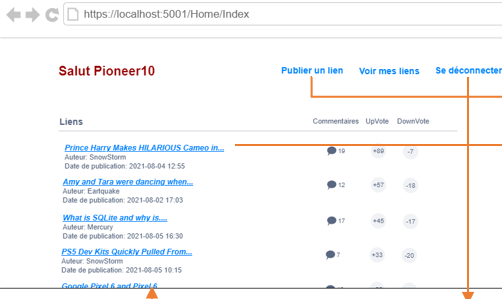 https://localhost:5001/Home/Index
Salut Pioneer10
Publier un lien Voir mes liens Se déconnecter
Liens Commentaires UpVote DownVote
Prince Harry Makes HILARIOUS Cameo in... 19 +89 -7
Auteur: SnowStorm
Date de publication: 2021-08-04 12:55
Amy and Tara were dancing when... 12 +57 -18
Auteur: Eartquake
Date de publication: 2021-08-02 17:03
What is SQLite and why is.... 17 +45 -17
Auteur: Mercury
Date de publication: 2021-08-05 16:30
PS5 Dev Kits Quickly Pulled From... 7 +33 -20
Auteur: SnowStorm
Date de publication: 2021-08-05 10:15
Google Pixel 6 and Pixel 6